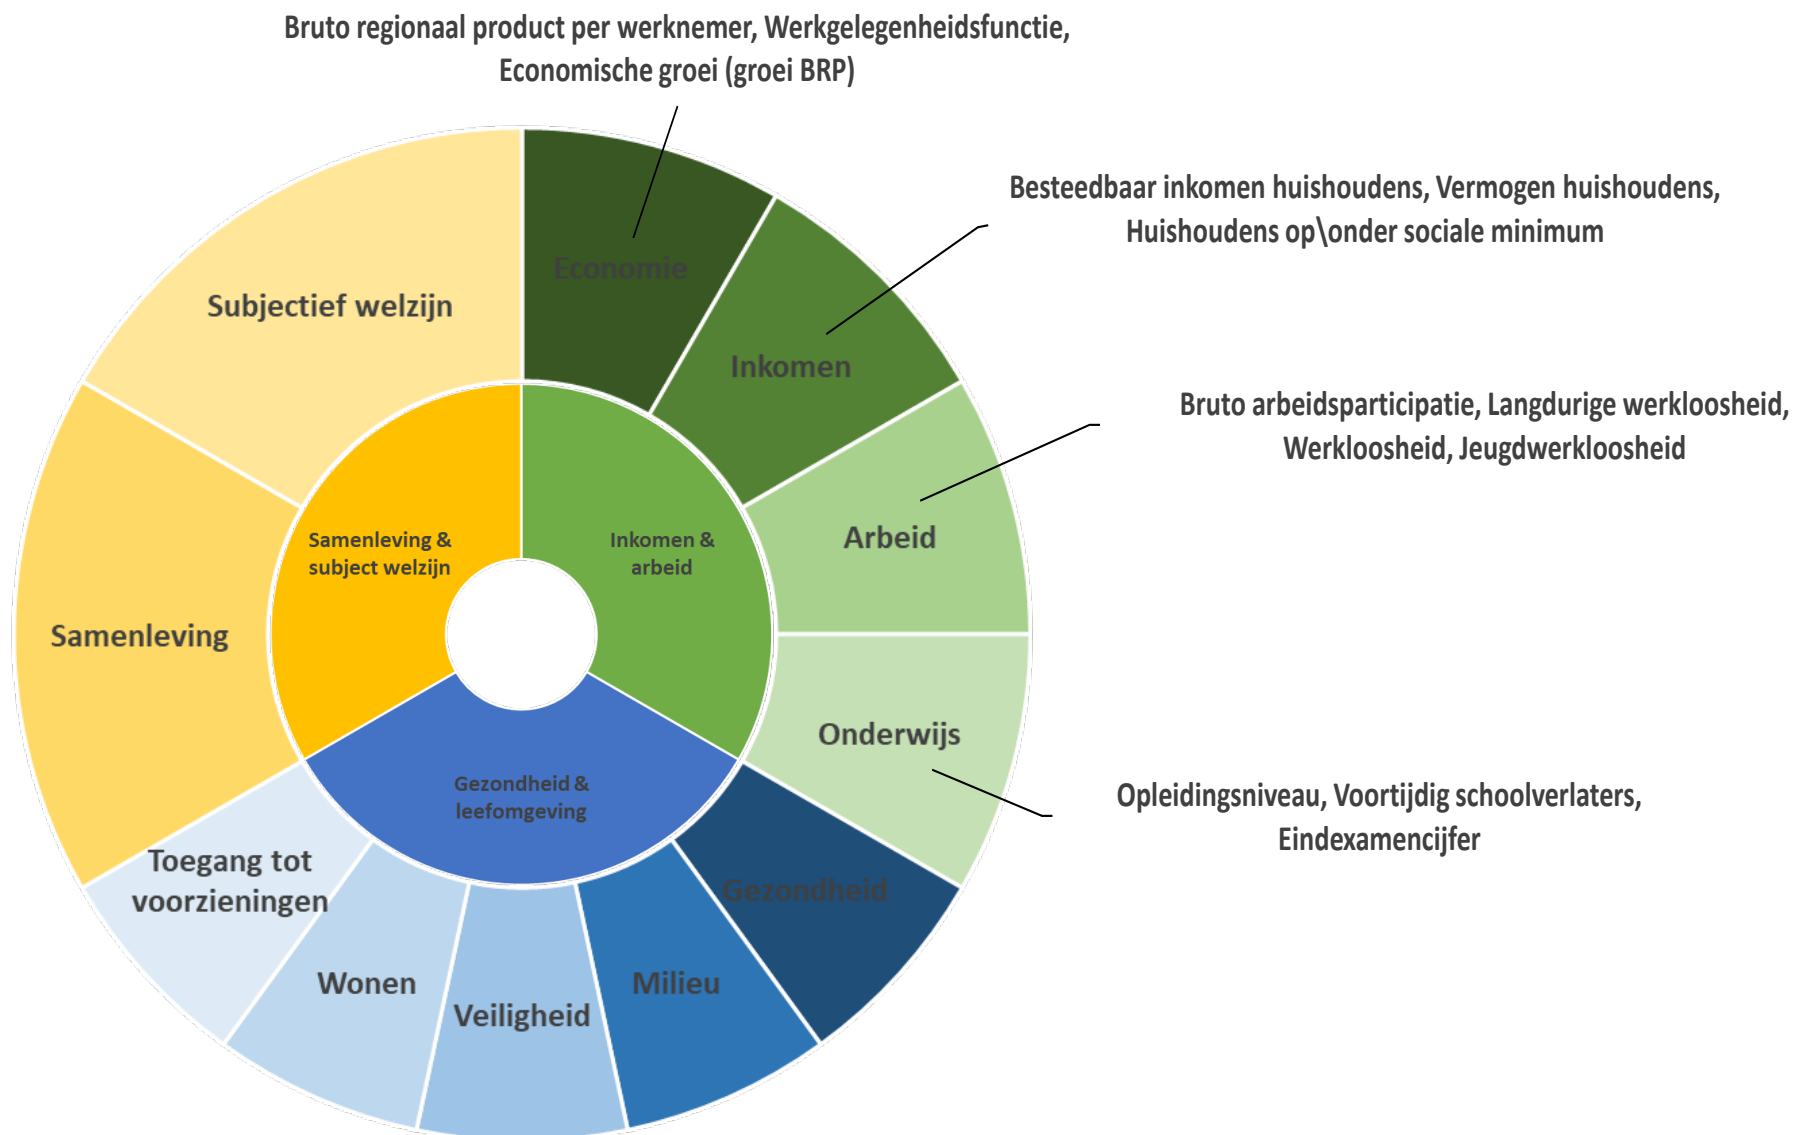 Bruto regionaal product per werknemer, Werkgelegenheidsfunctie,
Economische groei (groei BRP)
Besteedbaar inkomen huishoudens, Vermogen huishoudens,
Huishoudens op\onder sociale minimum
Bruto arbeidsparticipatie, Langdurige werkloosheid,
Werkloosheid, Jeugdwerkloosheid
Opleidingsniveau, Voortijdig schoolverlaters,
Eindexamencijfer
Economie
Inkomen
Arbeid
Onderwijs
Gezondheid
Milieu
Veiligheid
Wonen
Toegang tot
voorzieningen
Samenleving
Subjectief welzijn
Samenleving &
subject welzijn
Inkomen &
arbeid
Gezondheid &
leefomgeving